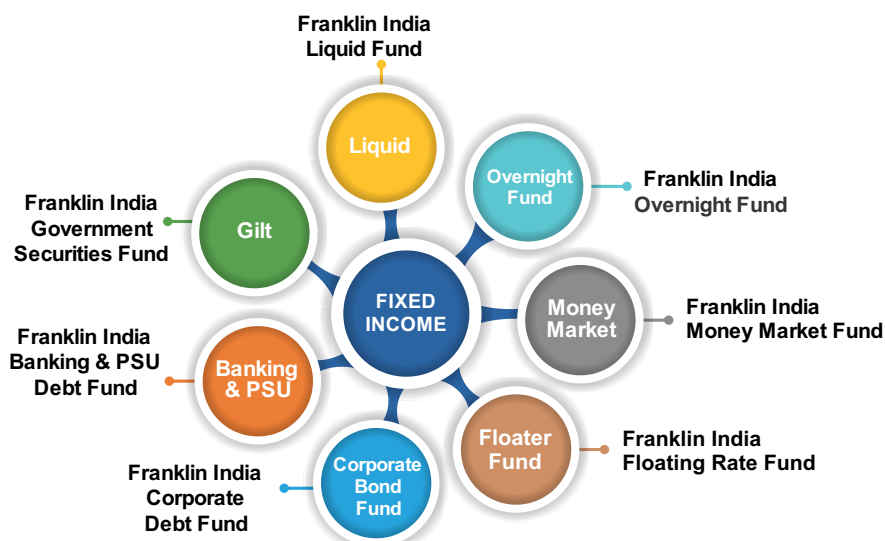 Franklin India
Liquid Fund
Liquid
Overnight
Fund
Franklin India
Overnight Fund
Franklin India
Government
Securities Fund
Gilt
FIXED
INCOME
Money
Market
Franklin India
Money Market Fund
Franklin India
Banking & PSU
Debt Fund
Banking
& PSU
Floater
Fund
Franklin India
Floating Rate Fund
Franklin India
Corporate
Debt Fund
Corporate
Bond
Fund